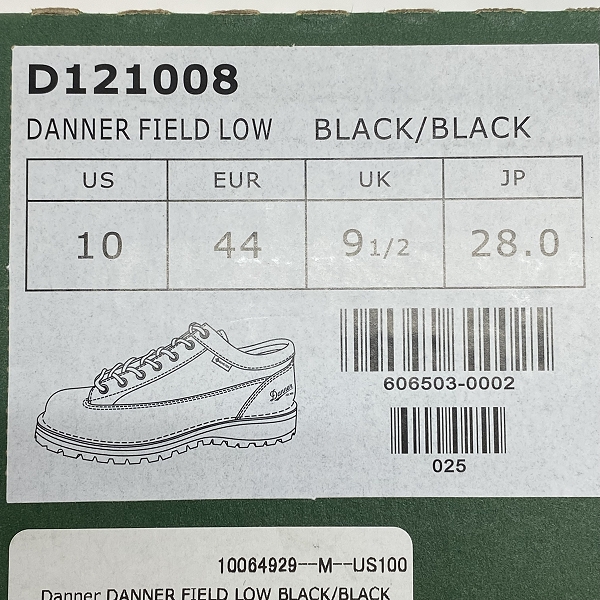 D121008
DANNER FIELD LOW BLACK/BLACK
US EUR UK JP
10 44 9 1/2 28.0
Danner
606503-0002
025
10064929--M--US100
Danner DANNER FIELD LOW BLACK/BLACK